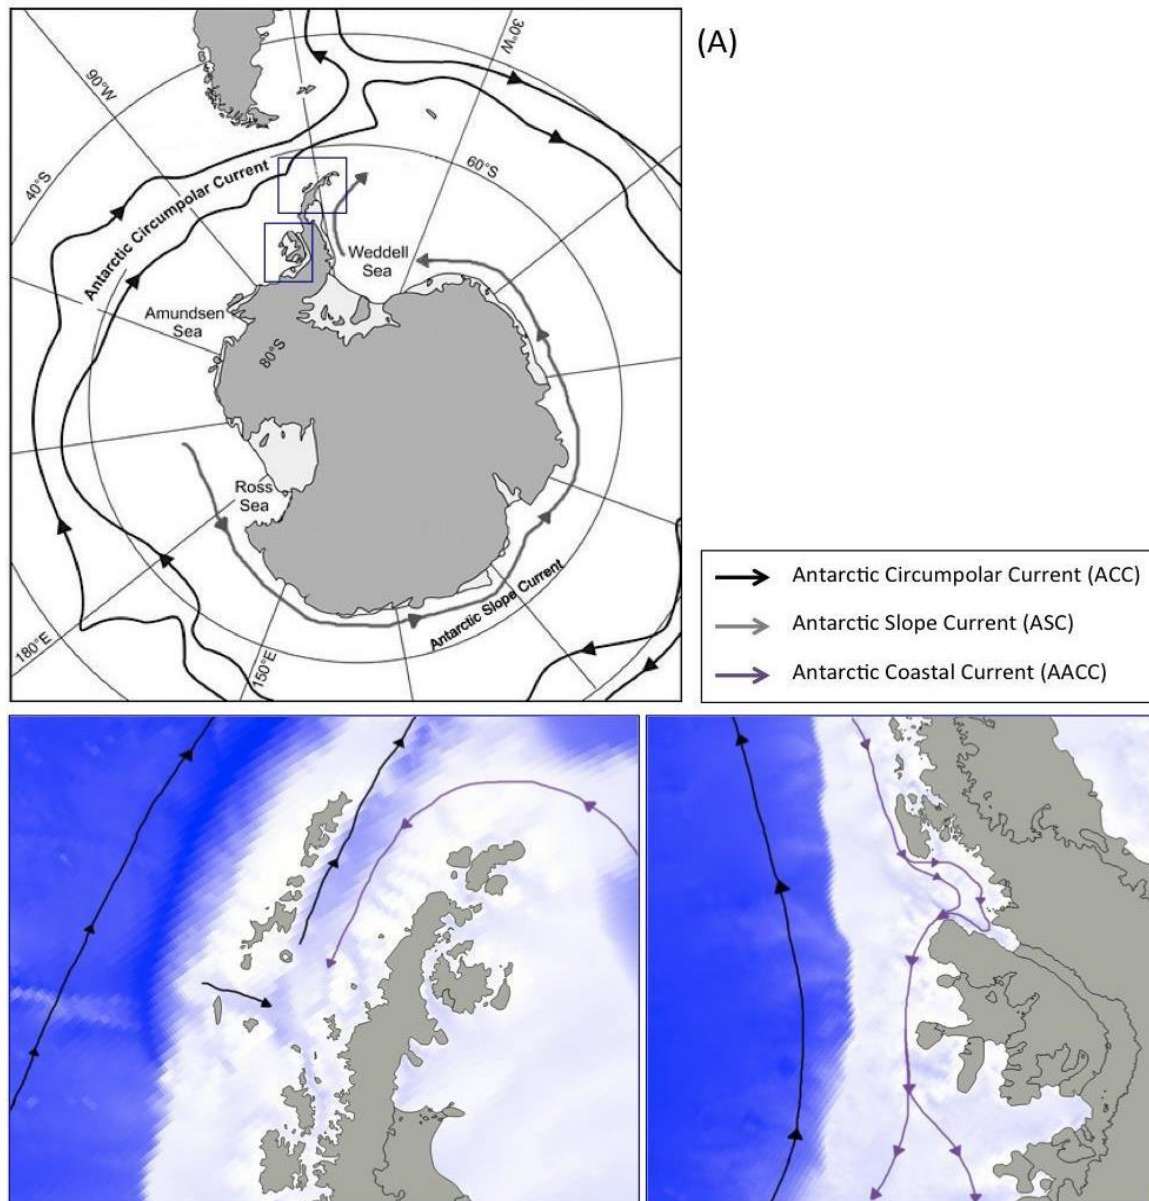 (A)
30°W
90°W
40°S
60°S
Antarctic Circumpolar Current
Weddell
Sea
Amundsen
Sea
80°S
Ross
Sea
Antarctic Slope Current
180°E
150°E
Antarctic Circumpolar Current (ACC)
Antarctic Slope Current (ASC)
Antarctic Coastal Current (AACC)